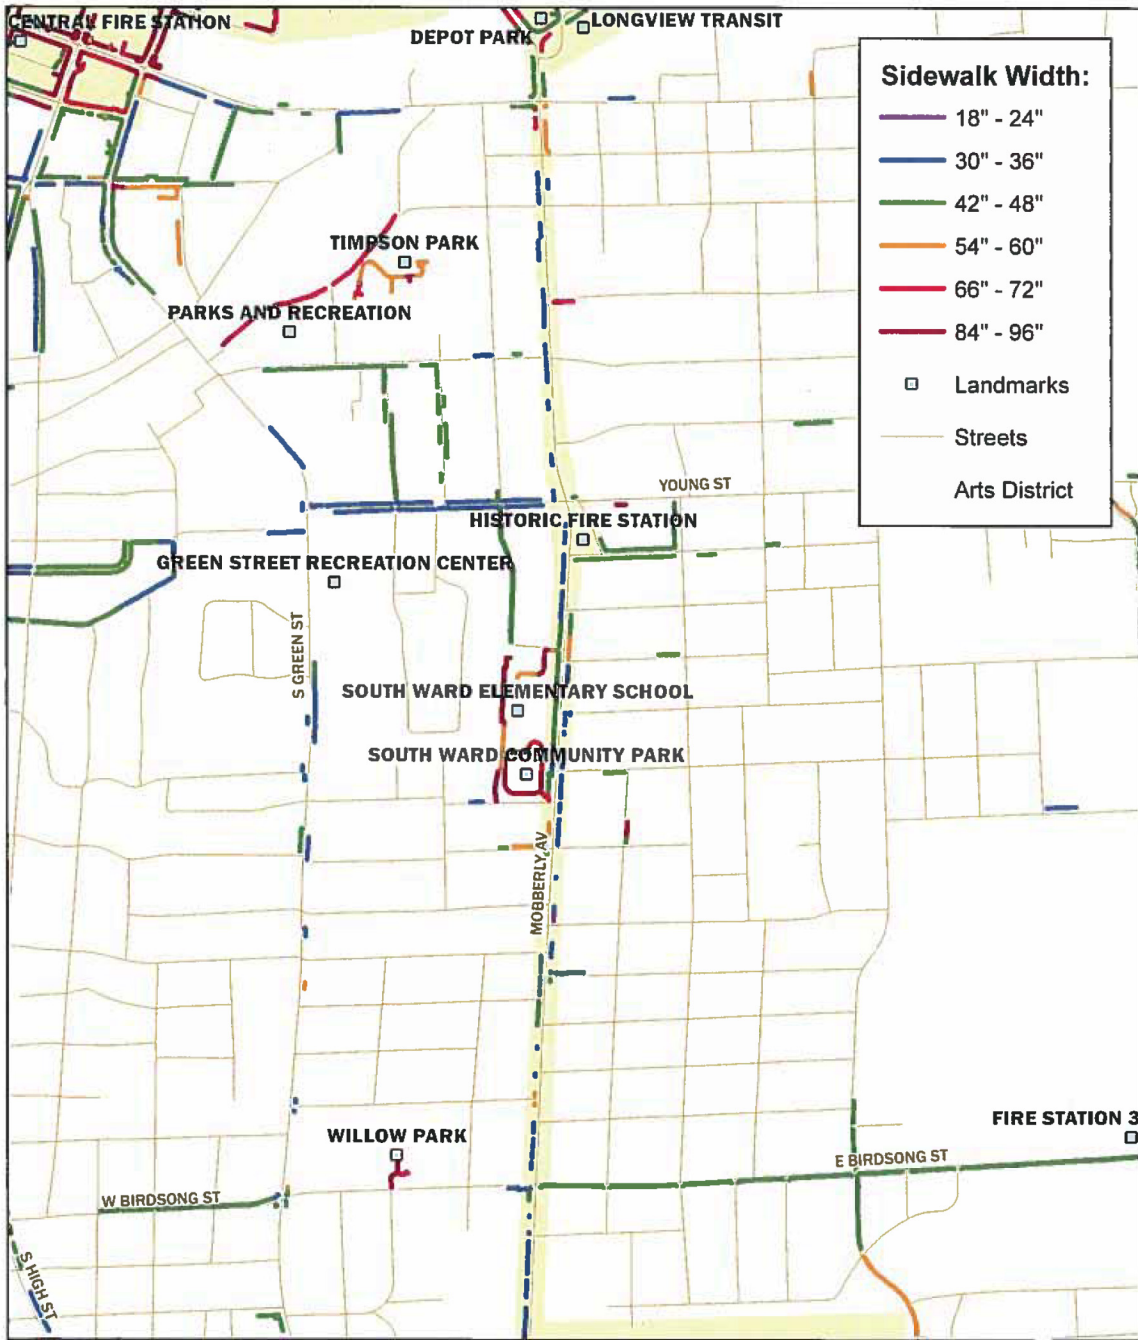 CENTRAL FIRE STATION
LONGVIEW TRANSIT
DEPOT PARK
Sidewalk Width:
18" - 24"
30" - 36"
42" - 48"
54" - 60"
66" - 72"
84" - 96"
Landmarks
Streets
Arts District
TIMPSON PARK
PARKS AND RECREATION
YOUNG ST
HISTORIC FIRE STATION
GREEN STREET RECREATION CENTER
S GREEN ST
SOUTH WARD ELEMENTARY SCHOOL
SOUTH WARD COMMUNITY PARK
MOBBERLY AV
FIRE STATION 3
WILLOW PARK
E BIRDSONG ST
W BIRDSONG ST
S HIGH ST